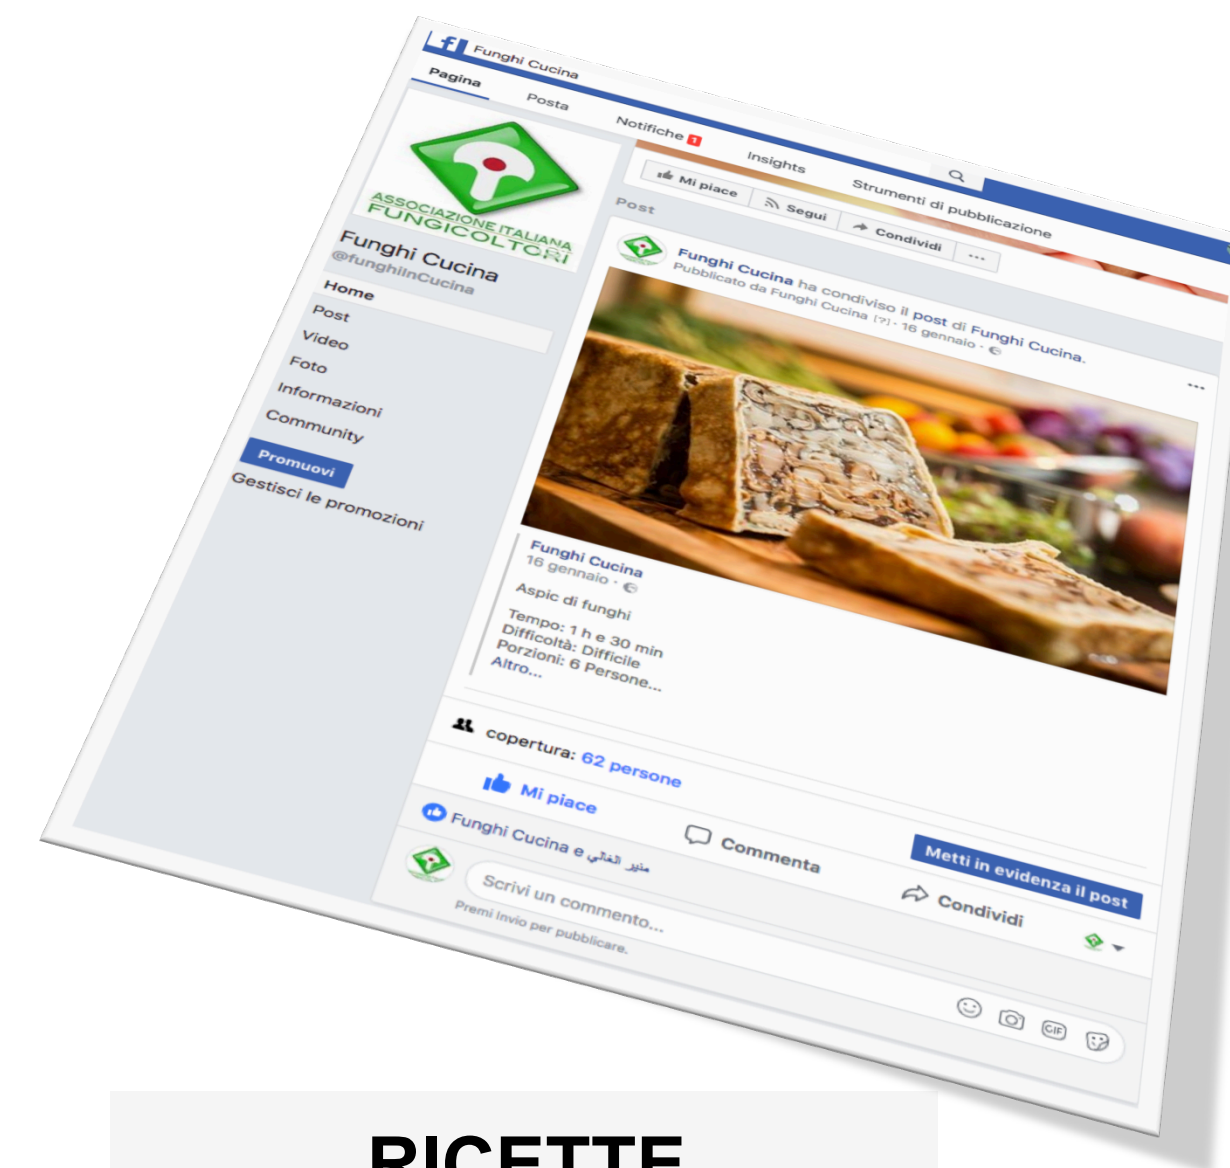 Funghi Cucina
Pagina
Posta
Notifiche 1
Insights
Strumenti di pubblicazione
ASSOCIAZIONE ITALIANA
FUNGICOLTORI
Funghi Cucina
@funghiInCucina
Home
Post
Video
Foto
Informazioni
Community
Promuovi
Gestisci le promozioni
Mi piace
Segui
Condividi
...
Post
Funghi Cucina ha condiviso il post di Funghi Cucina.
Pubblicato da Funghi Cucina [?] · 16 gennaio ·
Funghi Cucina
16 gennaio ·
Aspic di funghi
Tempo: 1 h e 30 min
Difficoltà: Difficile
Porzioni: 6 Persone...
Altro...
copertura: 62 persone
Metti in evidenza il post
Mi piace
Commenta
Condividi
Funghi Cucina e منير الغالي
Scrivi un commento...
GIF
Premi Invio per pubblicare.
RICETTE